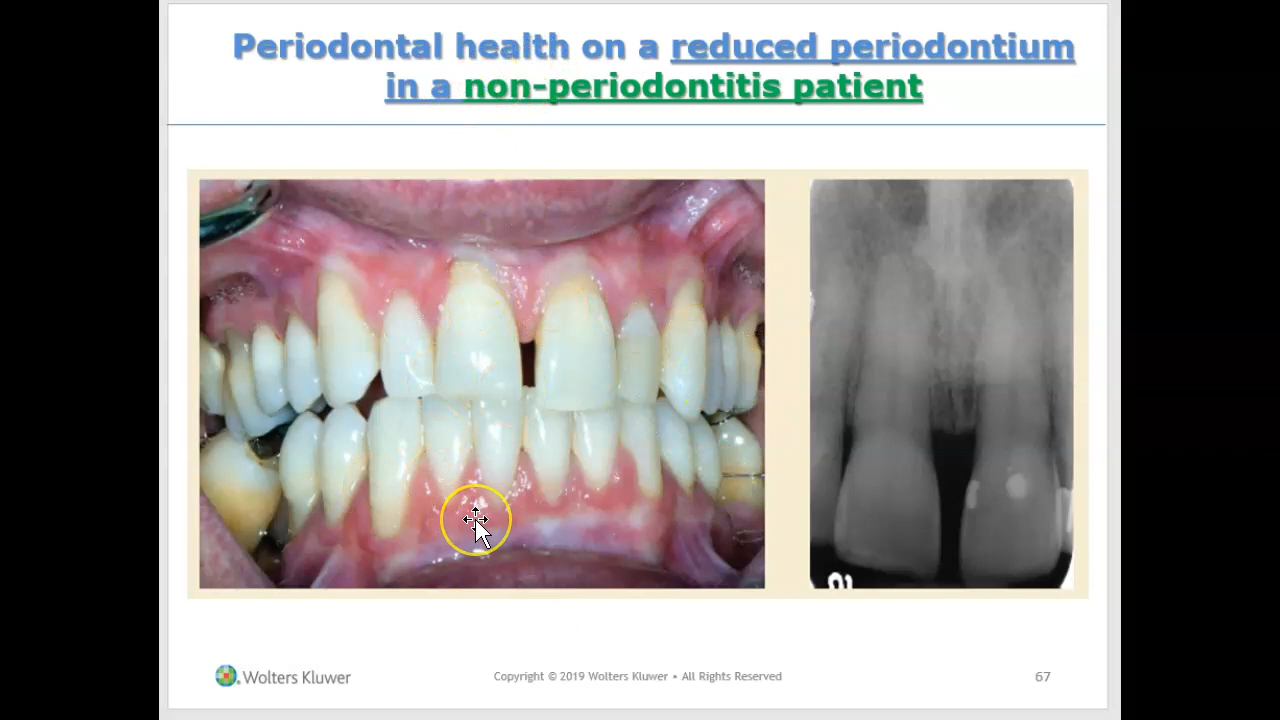 Periodontal health on a reduced periodontium
in a non-periodontitis patient
Wolters Kluwer
Copyright © 2019 Wolters Kluwer • All Rights Reserved
67